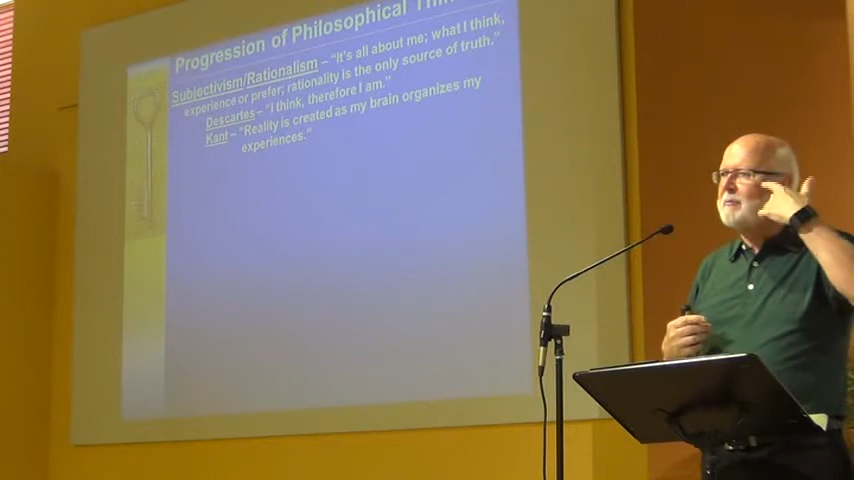 Progression of Philosophical
Subjectivism/Rationalism – "It's all about me; what I think,
experience or prefer; rationality is the only source of truth."
Descartes – "I think, therefore I am."
Kant – "Reality is created as my brain organizes my
experiences."